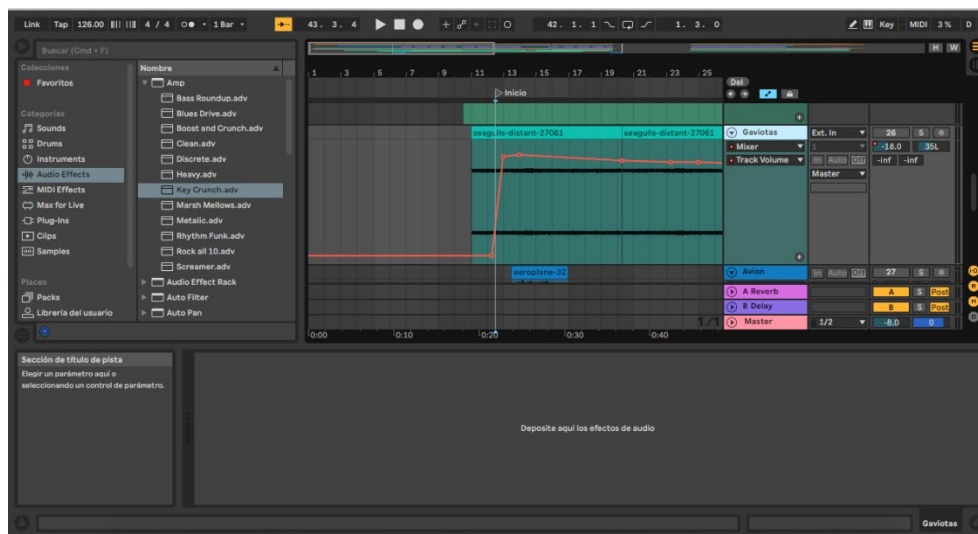 Link Tap 126.00 4 / 4 1 Bar 43. 3. 4 42. 1. 1 1. 3. 0 Key MIDI 3 % D
Buscar (Cmd + F)
H W
Colecciones
Favoritos
Categorías
Sounds
Drums
Instruments
Audio Effects
MIDI Effects
Max for Live
Plug-Ins
Clips
Samples
Places
Packs
Librería del usuario
Nombre
Amp
Bass Roundup.adv
Blues Drive.adv
Boost and Crunch.adv
Clean.adv
Discrete.adv
Heavy.adv
Key Crunch.adv
Marsh Mellows.adv
Metalic.adv
Rhythm Funk.adv
Rock all 10.adv
Screamer.adv
Audio Effect Rack
Auto Filter
Auto Pan
1 3 5 7 9 11 13 15 17 19 21 23 25
Del
Inicio
seagulls-distant-27061 seagulls-distant-27061
Gaviotas Ext. In 26 S
Mixer 1 -18.0 35L
Track Volume In Auto Off -inf -inf
Master
aeroplane-32 Avion In Auto Off 27 S
A Reverb A S Post
B Delay B S Post
1/1 Master 1/2 -8.0 0
0:00 0:10 0:20 0:30 0:40
Sección de título de pista
Elegir un parámetro aquí o
seleccionando un control de parámetro.
Deposite aquí los efectos de audio
Gaviotas